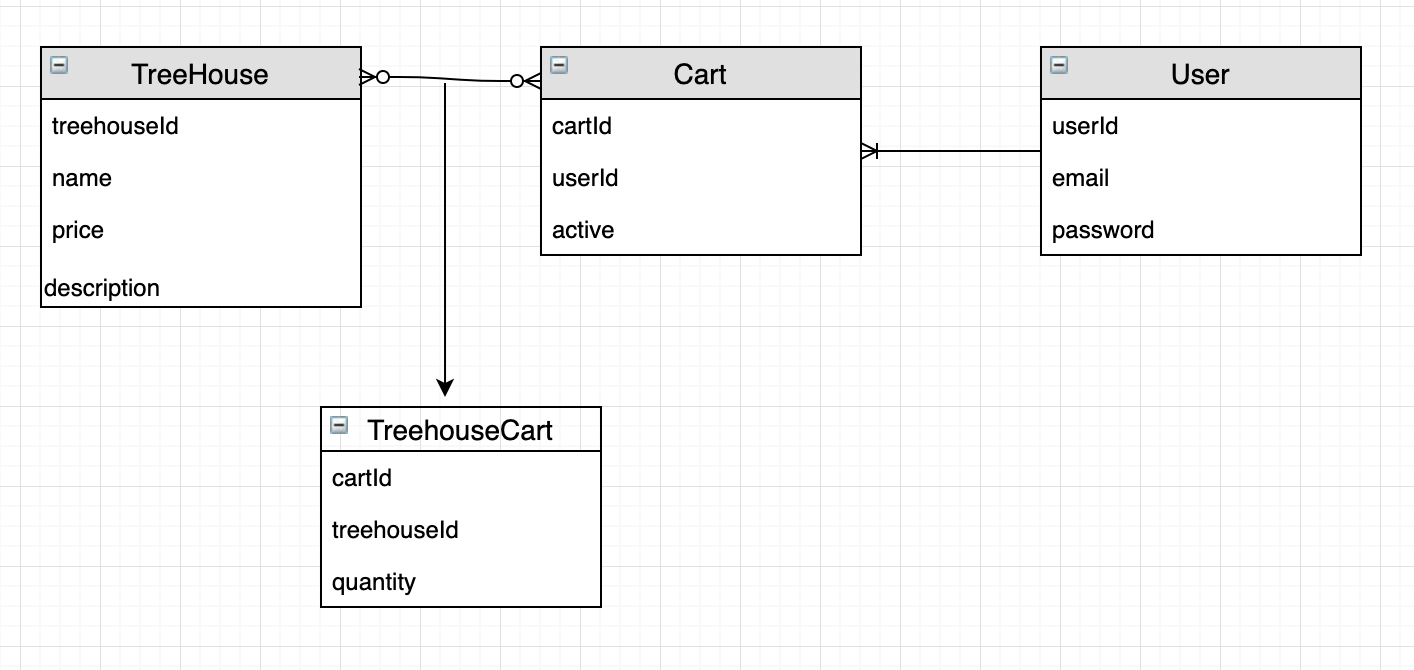 TreeHouse
treehouseId
name
price
description
Cart
cartId
userId
active
User
userId
email
password
TreehouseCart
cartId
treehouseId
quantity